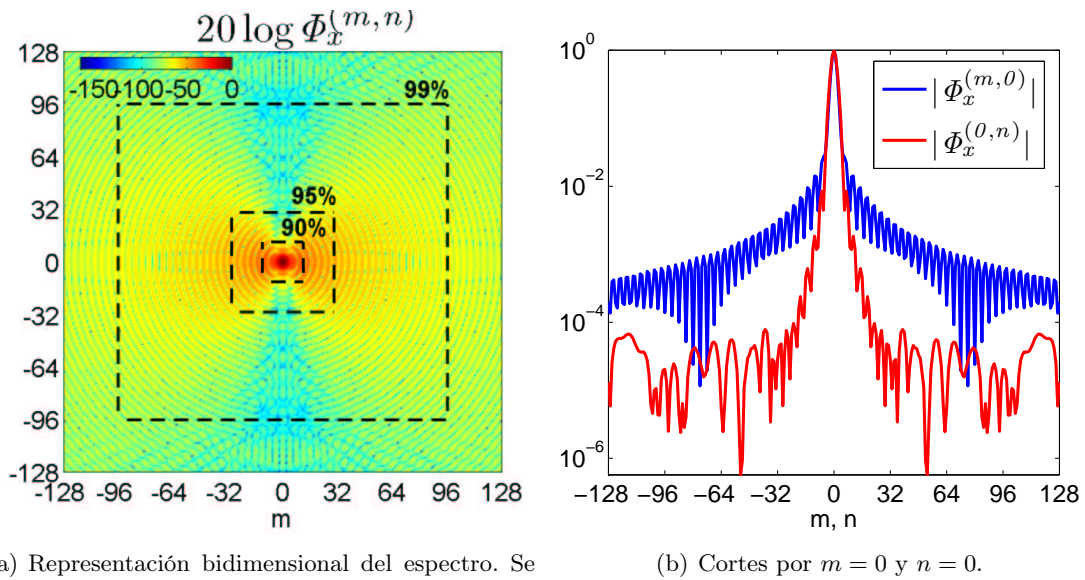 20 log Φ_x^(m,n)
128
96
64
32
0
-32
-64
-96
-128
-150 -100 -50 0
99%
95%
90%
-128 -96 -64 -32 0 32 64 96 128
m
10^0
10^-2
10^-4
10^-6
|Φ_x^(m,0)|
|Φ_x^(0,n)|
−128 −96 −64 −32 0 32 64 96 128
m, n
a) Representación bidimensional del espectro. Se
(b) Cortes por m = 0 y n = 0.